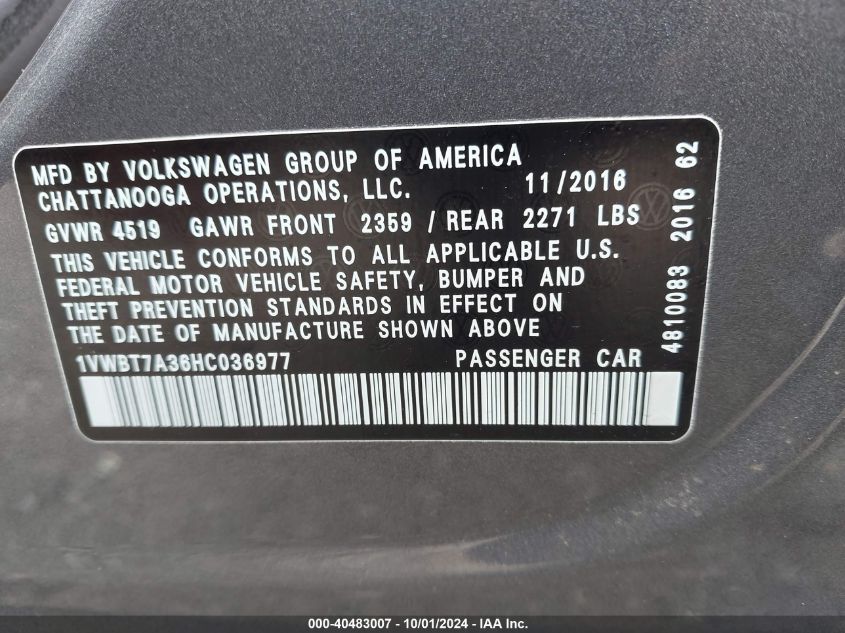 MFD BY VOLKSWAGEN GROUP OF AMERICA
CHATTANOOGA OPERATIONS, LLC. 11/2016
GVWR 4519 GAWR FRONT 2359 / REAR 2271 LBS
THIS VEHICLE CONFORMS TO ALL APPLICABLE U.S.
FEDERAL MOTOR VEHICLE SAFETY, BUMPER AND
THEFT PREVENTION STANDARDS IN EFFECT ON
THE DATE OF MANUFACTURE SHOWN ABOVE
1VWBT7A36HC036977 PASSENGER CAR
4810083 2016 62
000-40483007 - 10/01/2024 - IAA Inc.